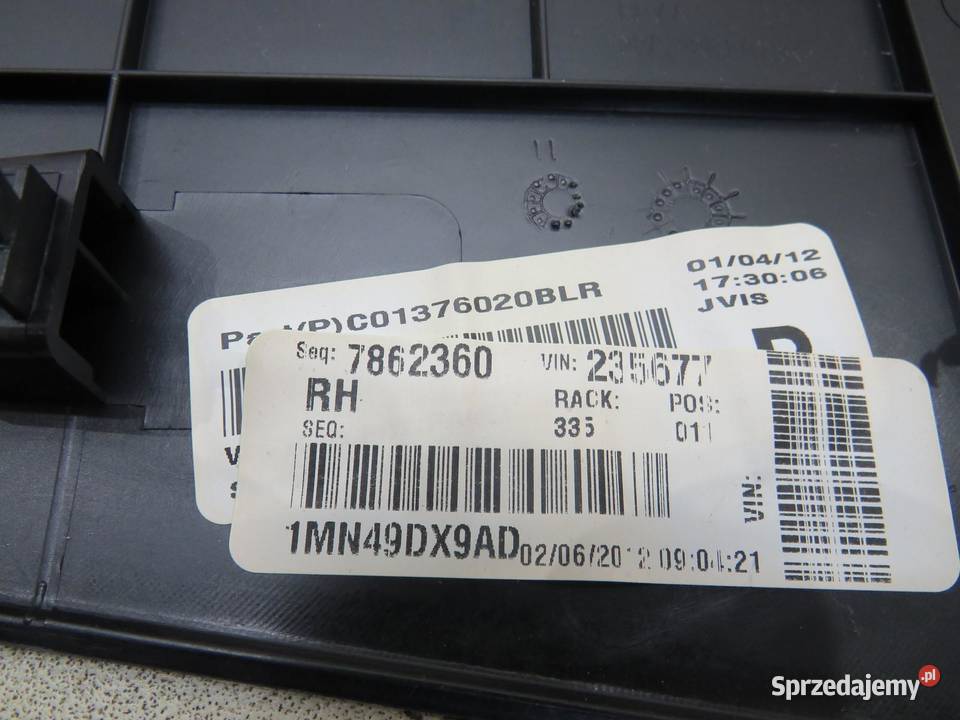 11
01/04/12
17:30:06
JVIS
(P)C01376020BLR
Seq: 7862360 VIN: 235677
RH RACK: POS:
SEQ: 335 011
VIN:
1MN49DX9AD 02/06/2012 09:04:21
Sprzedajemy.pl